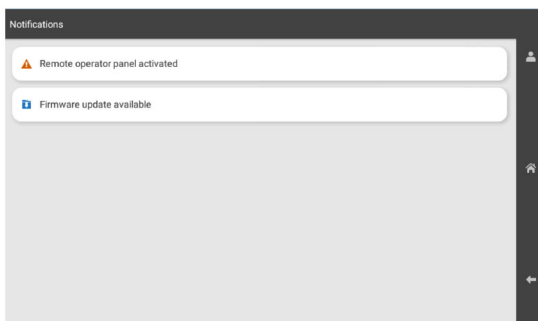 Notifications
Remote operator panel activated
Firmware update available